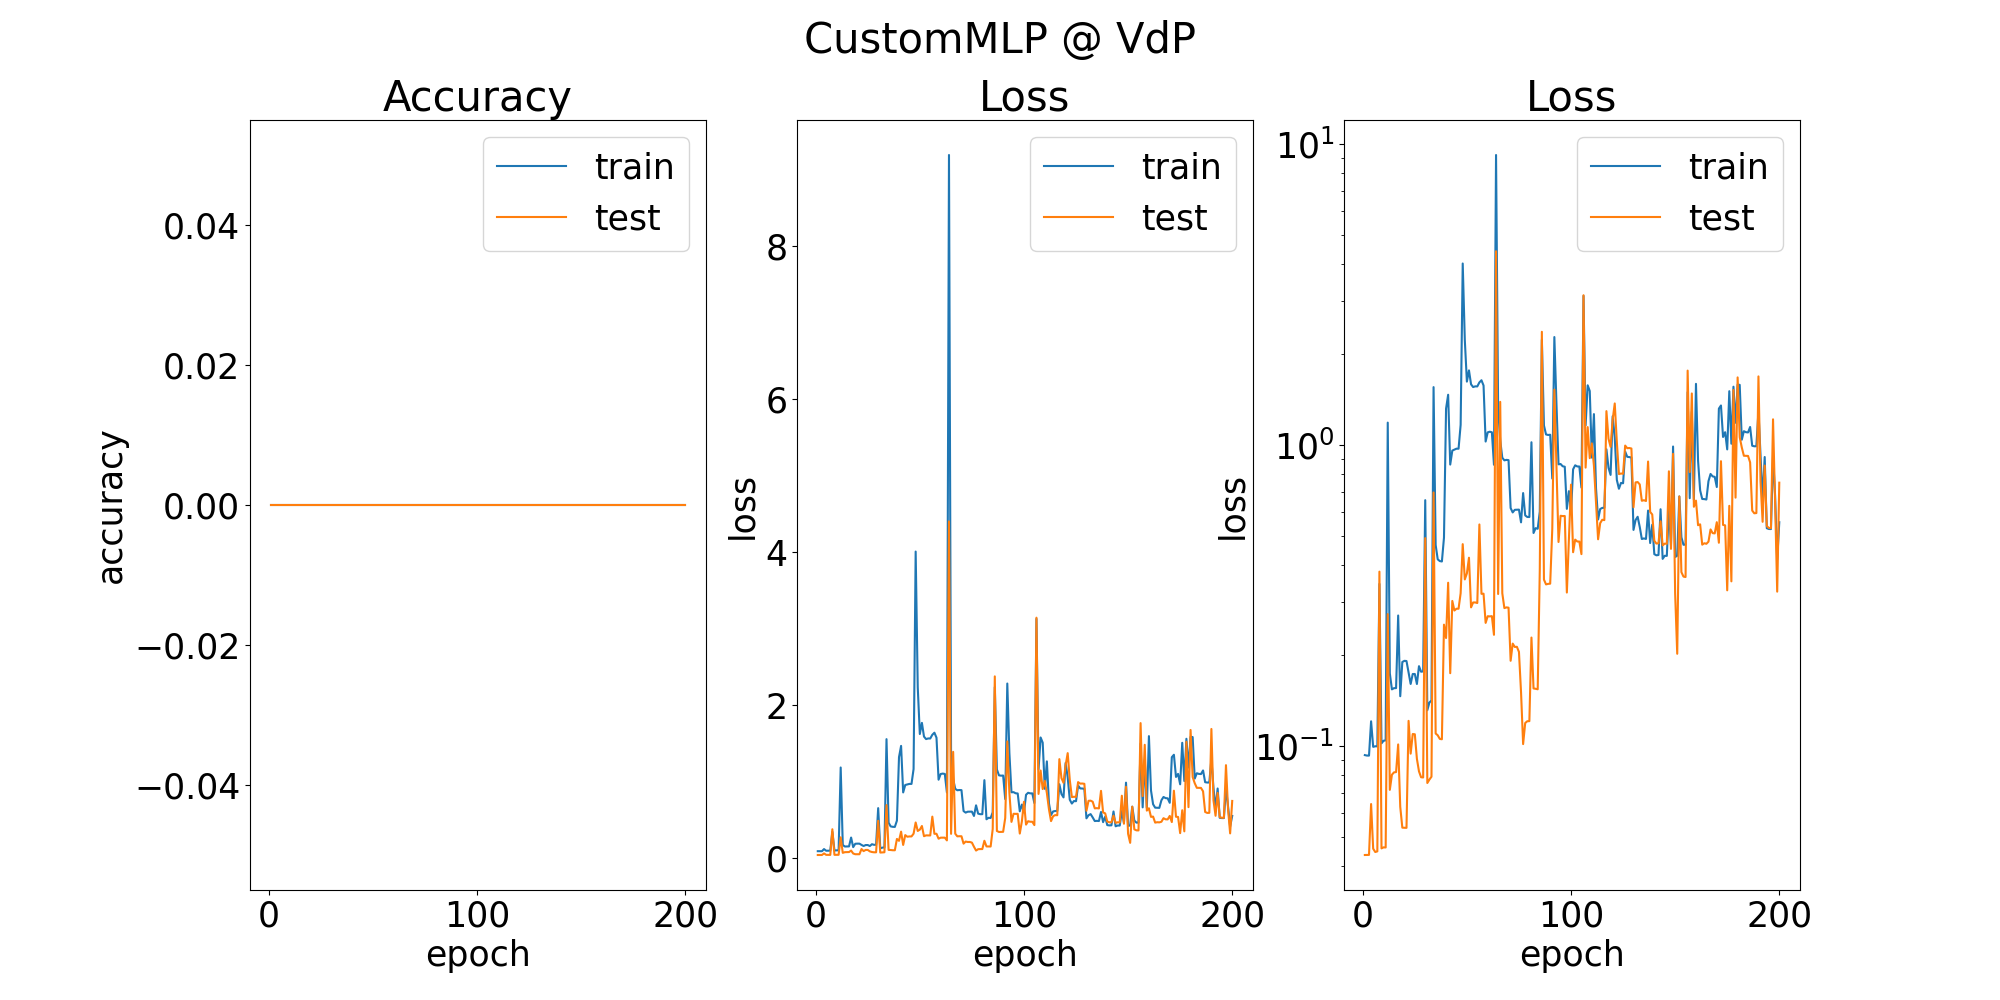 CustomMLP @ VdP
Accuracy
accuracy
0.04
0.02
0.00
−0.02
−0.04
0
100
200
epoch
train
test
Loss
loss
8
6
4
2
0
0
100
200
epoch
train
test
Loss
loss
10¹
10⁰
10⁻¹
0
100
200
epoch
train
test